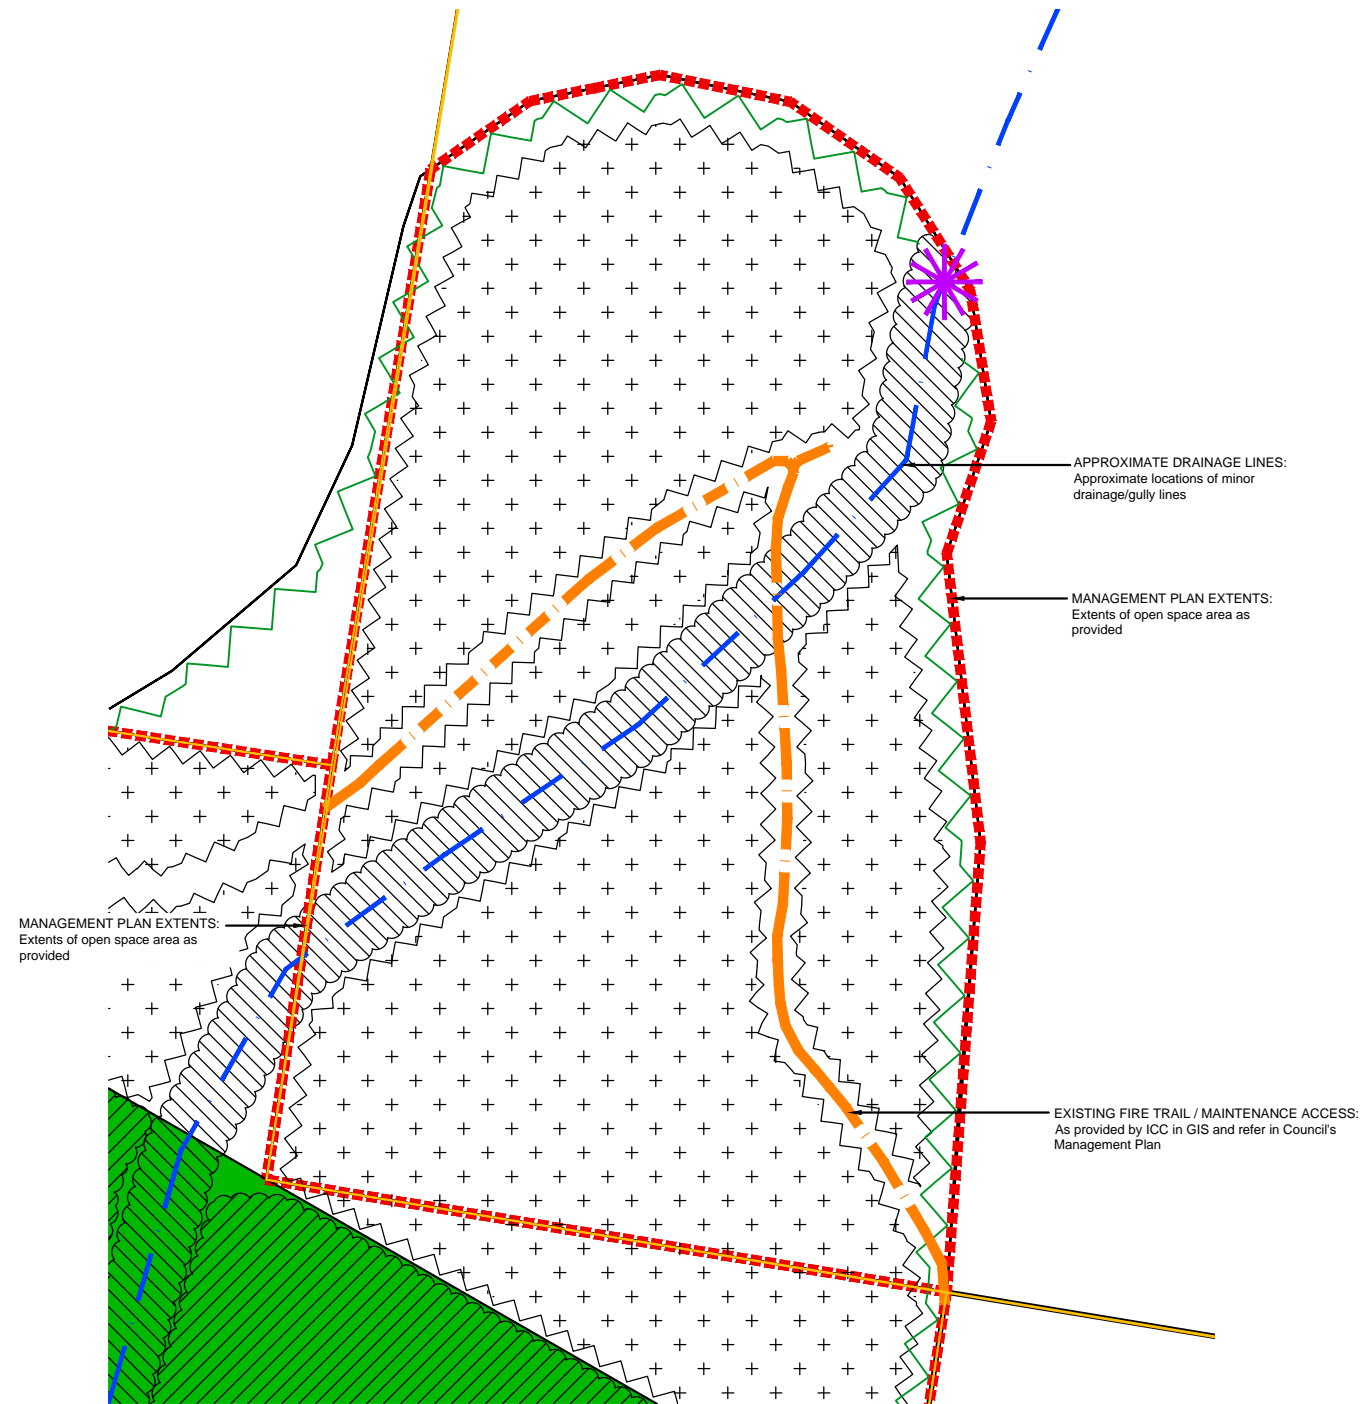 APPROXIMATE DRAINAGE LINES:
Approximate locations of minor
drainage/gully lines
MANAGEMENT PLAN EXTENTS:
Extents of open space area as
provided
MANAGEMENT PLAN EXTENTS:
Extents of open space area as
provided
EXISTING FIRE TRAIL / MAINTENANCE ACCESS:
As provided by ICC in GIS and refer in Council's
Management Plan